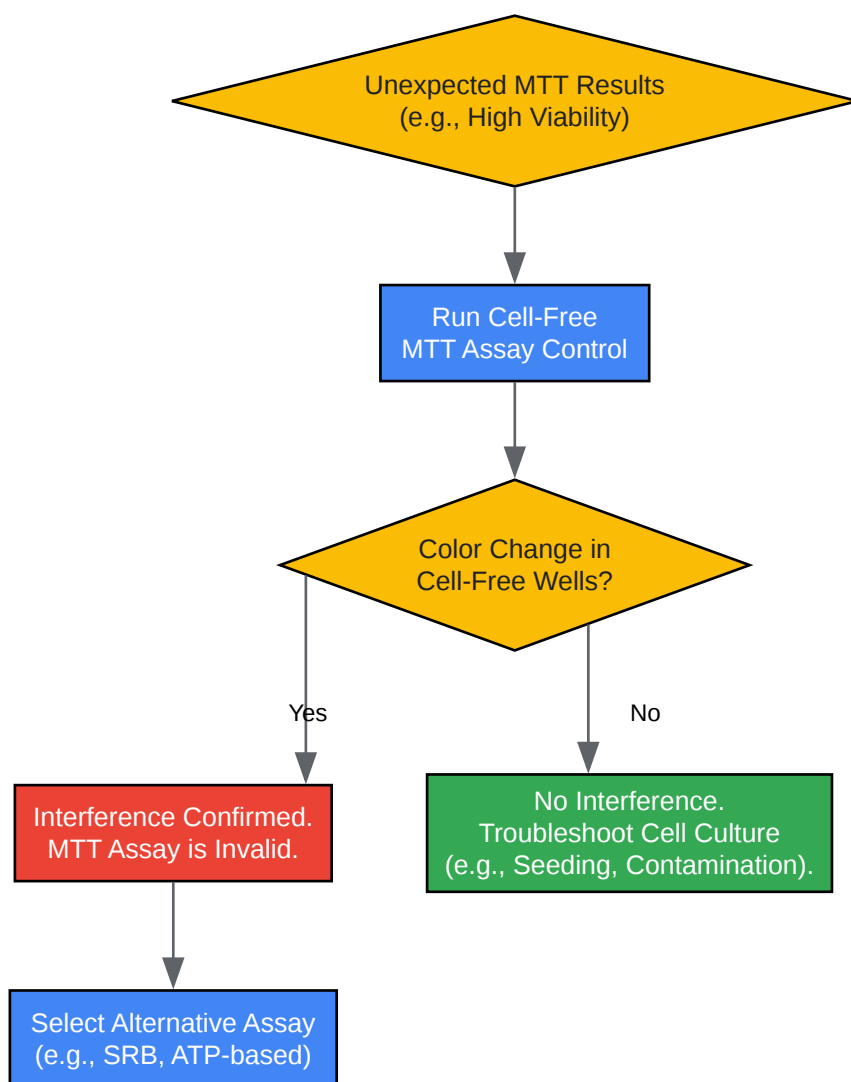 Unexpected MTT Results
(e.g., High Viability)
Run Cell-Free
MTT Assay Control
Color Change in
Cell-Free Wells?
Yes
No
Interference Confirmed.
MTT Assay is Invalid.
No Interference.
Troubleshoot Cell Culture
(e.g., Seeding, Contamination).
Select Alternative Assay
(e.g., SRB, ATP-based)